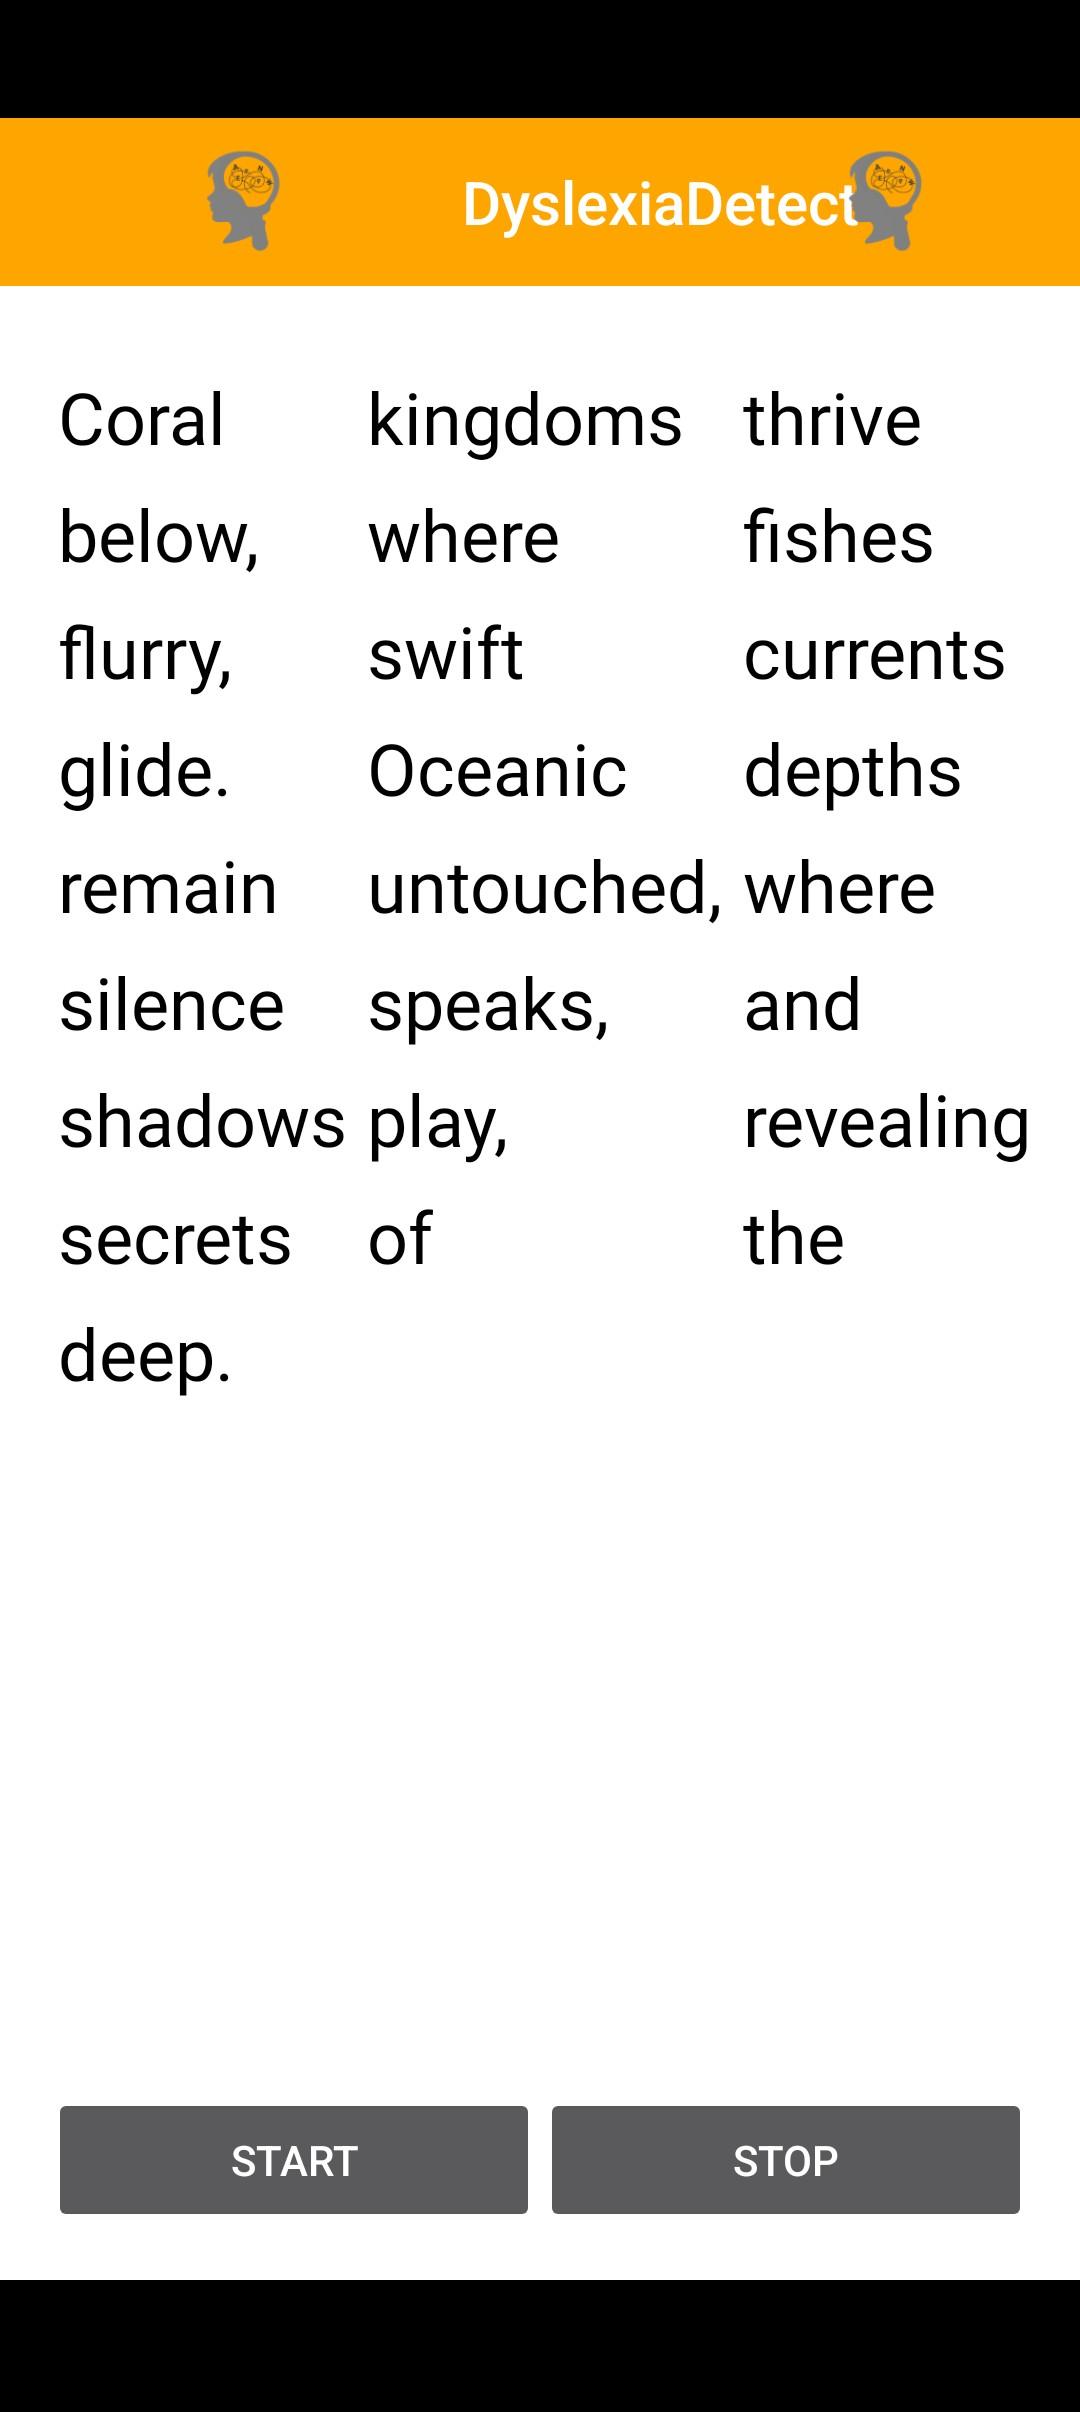 DyslexiaDetect
Coral kingdoms thrive
below, where fishes
flurry, swift currents
glide. Oceanic depths
remain untouched, where
silence speaks, and
shadows play, revealing
secrets of the
deep.
START STOP